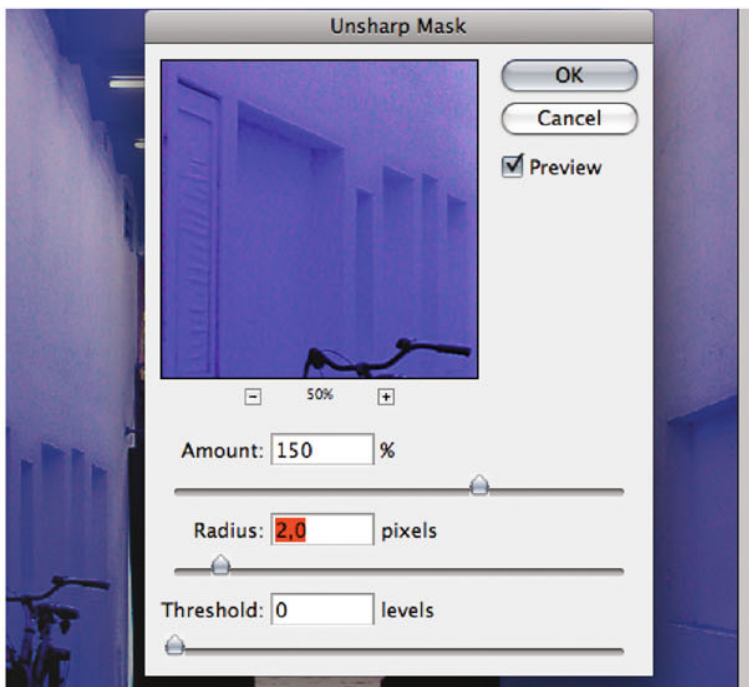 Unsharp Mask
OK
Cancel
Preview
50%
Amount: 150 %
Radius: 2,0 pixels
Threshold: 0 levels